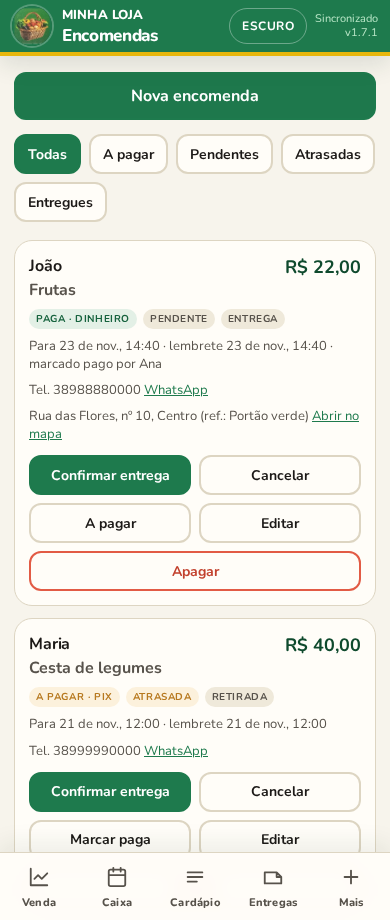 MINHA LOJA
Encomendas
ESCURO
Sincronizado
v1.7.1
Nova encomenda
Todas
A pagar
Pendentes
Atrasadas
Entregues
João
R$ 22,00
Frutas
PAGA · DINHEIRO
PENDENTE
ENTREGA
Para 23 de nov., 14:40 · lembrete 23 de nov., 14:40 ·
marcado pago por Ana
Tel. 38988880000 WhatsApp
Rua das Flores, nº 10, Centro (ref.: Portão verde) Abrir no
mapa
Confirmar entrega
Cancelar
A pagar
Editar
Apagar
Maria
R$ 40,00
Cesta de legumes
A PAGAR · PIX
ATRASADA
RETIRADA
Para 21 de nov., 12:00 · lembrete 21 de nov., 12:00
Tel. 38999990000 WhatsApp
Confirmar entrega
Cancelar
Marcar paga
Editar
Venda
Caixa
Cardápio
Entregas
Mais